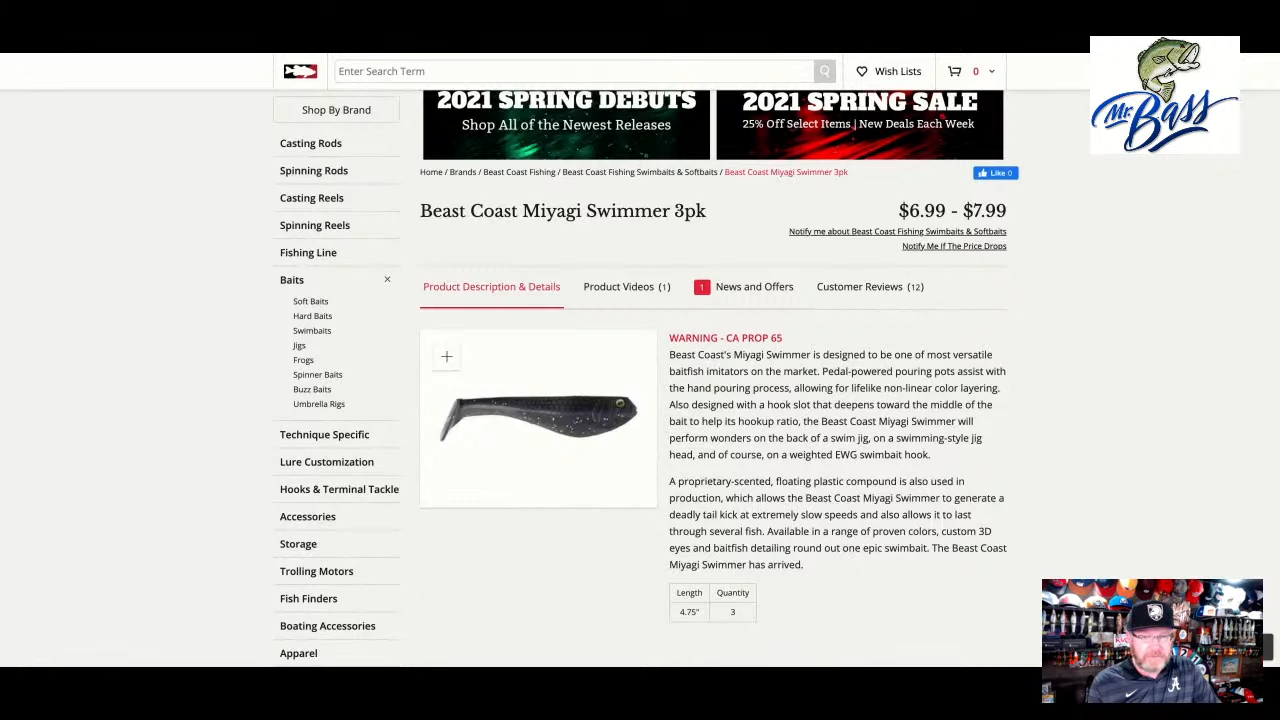 Enter Search Term
Wish Lists
0
Mr. Bass
Shop By Brand
Casting Rods
Spinning Rods
Casting Reels
Spinning Reels
Fishing Line
Baits
Soft Baits
Hard Baits
Swimbaits
Jigs
Frogs
Spinner Baits
Buzz Baits
Umbrella Rigs
Technique Specific
Lure Customization
Hooks & Terminal Tackle
Accessories
Storage
Trolling Motors
Fish Finders
Boating Accessories
Apparel
2021 SPRING DEBUTS
Shop All of the Newest Releases
2021 SPRING SALE
25% Off Select Items | New Deals Each Week
Home / Brands / Beast Coast Fishing / Beast Coast Fishing Swimbaits & Softbaits / Beast Coast Miyagi Swimmer 3pk
Like 0
Beast Coast Miyagi Swimmer 3pk
$6.99 - $7.99
Notify me about Beast Coast Fishing Swimbaits & Softbaits
Notify Me If The Price Drops
Product Description & Details
Product Videos (1)
1 News and Offers
Customer Reviews (12)
WARNING - CA PROP 65
Beast Coast's Miyagi Swimmer is designed to be one of most versatile
baitfish imitators on the market. Pedal-powered pouring pots assist with
the hand pouring process, allowing for lifelike non-linear color layering.
Also designed with a hook slot that deepens toward the middle of the
bait to help its hookup ratio, the Beast Coast Miyagi Swimmer will
perform wonders on the back of a swim jig, on a swimming-style jig
head, and of course, on a weighted EWG swimbait hook.
A proprietary-scented, floating plastic compound is also used in
production, which allows the Beast Coast Miyagi Swimmer to generate a
deadly tail kick at extremely slow speeds and also allows it to last
through several fish. Available in a range of proven colors, custom 3D
eyes and baitfish detailing round out one epic swimbait. The Beast Coast
Miyagi Swimmer has arrived.
Length Quantity
4.75" 3
A